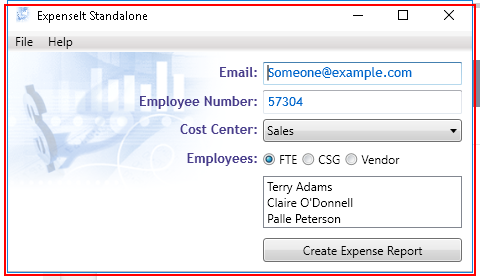 ExpenseIt Standalone
File Help
Email: Someone@example.com
Employee Number: 57304
Cost Center: Sales
Employees: FTE CSG Vendor
Terry Adams
Claire O'Donnell
Palle Peterson
Create Expense Report